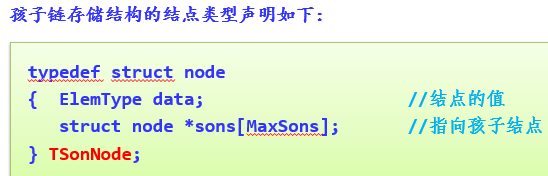 孩子链存储结构的结点类型声明如下：
typedef struct node
{ ElemType data; //结点的值
struct node *sons[MaxSons]; //指向孩子结点
} TSonNode;